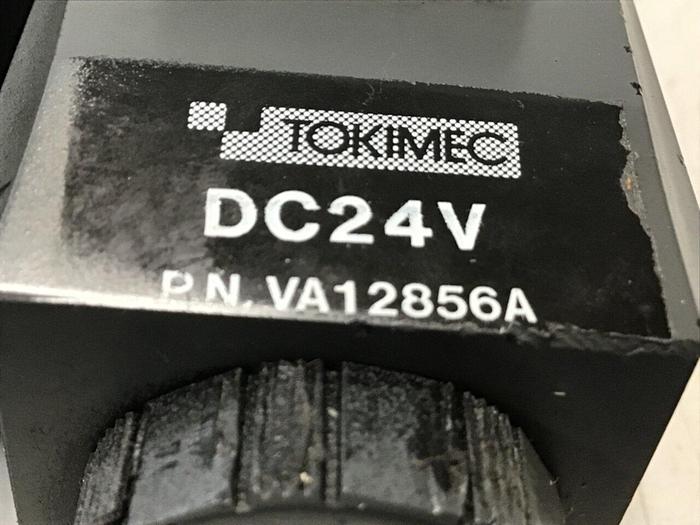 TOKIMEC
DC24V
P.N. VA12856A